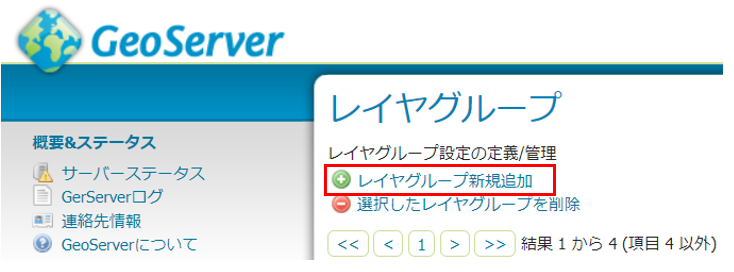 GeoServer
レイヤグループ
レイヤグループ設定の定義/管理
レイヤグループ新規追加
選択したレイヤグループを削除
<< < 1 > >> 結果 1 から 4 (項目 4 以外)
概要&ステータス
サーバーステータス
GerServerログ
連絡先情報
GeoServerについて